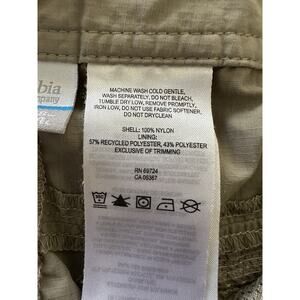 bia
mpany
MACHINE WASH COLD GENTLE,
WASH SEPARATELY, DO NOT BLEACH,
TUMBLE DRY LOW, REMOVE PROMPTLY,
IRON LOW, DO NOT USE FABRIC SOFTENER,
DO NOT DRYCLEAN
SHELL: 100% NYLON
LINING:
57% RECYCLED POLYESTER, 43% POLYESTER
EXCLUSIVE OF TRIMMING
RN 69724
CA 05367